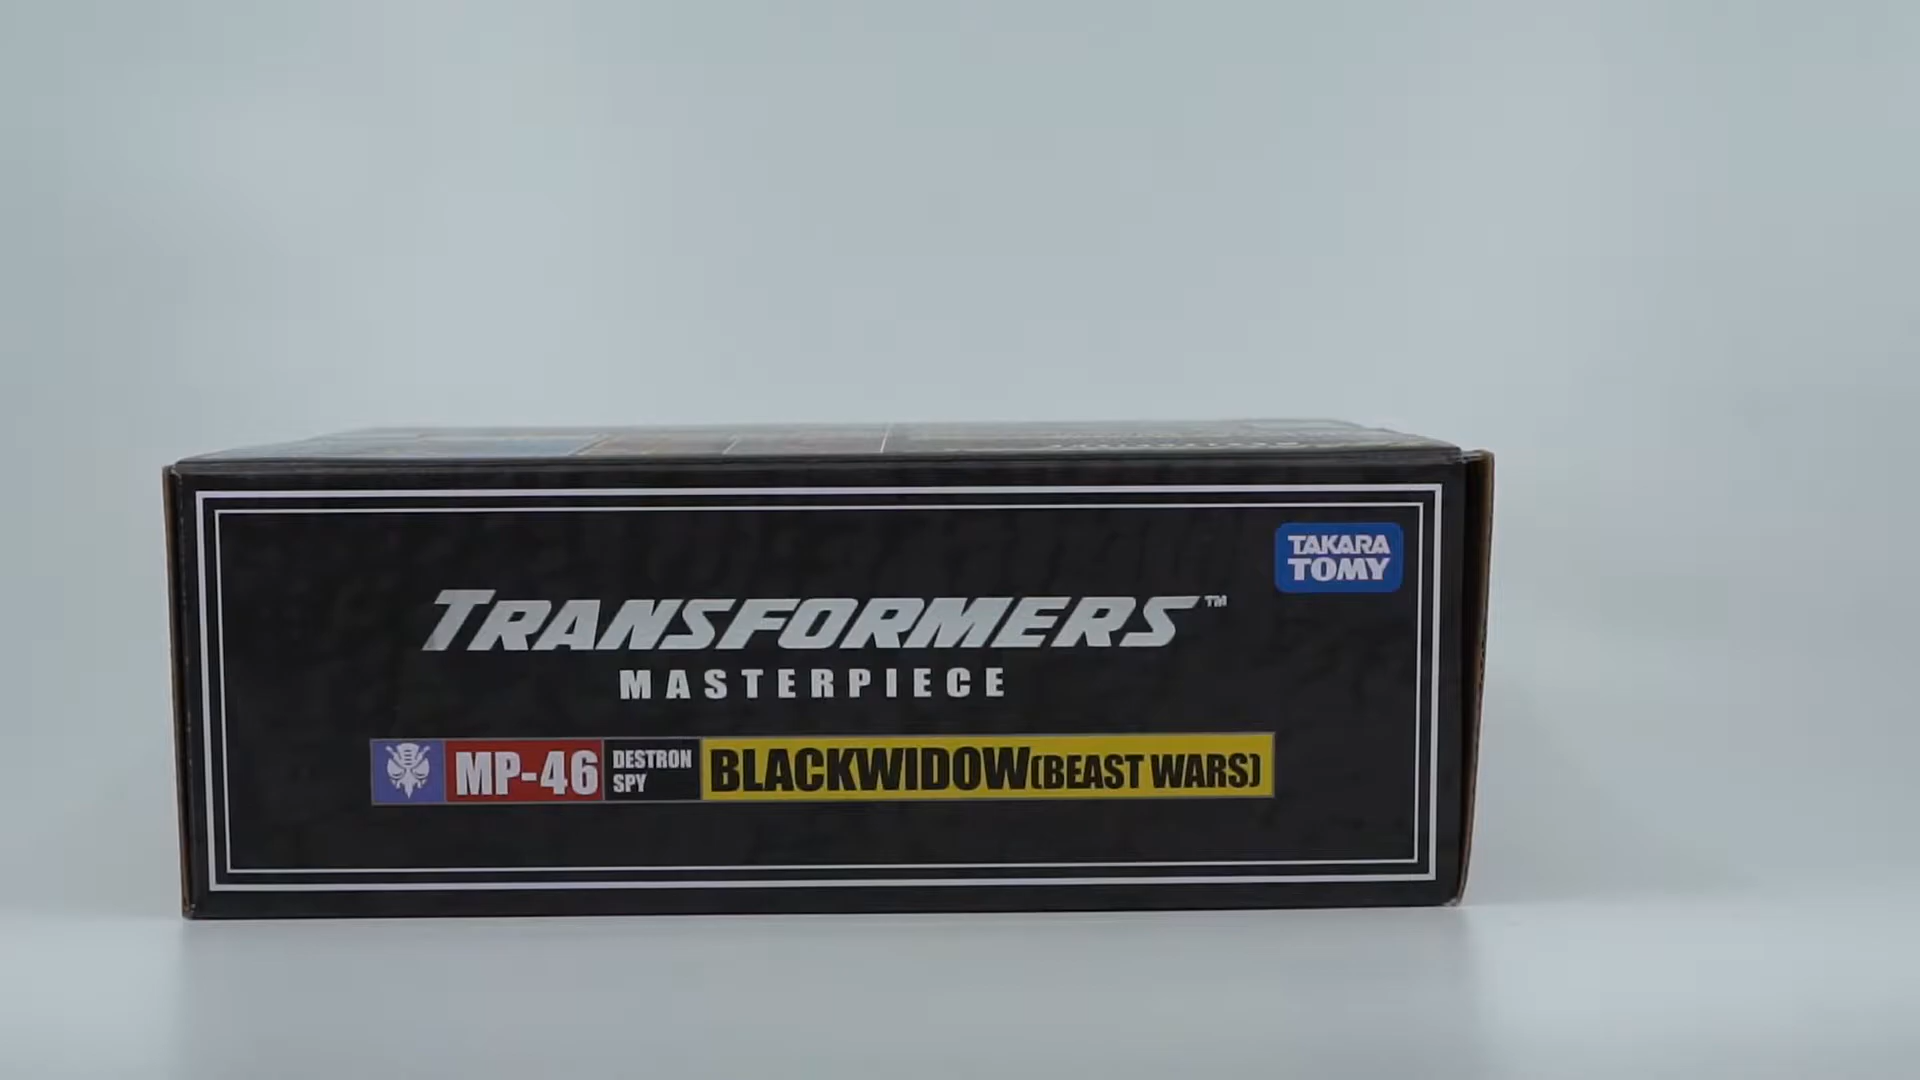 TAKARA
TOMY
TRANSFORMERS™
MASTERPIECE
MP-46 DESTRON SPY BLACKWIDOW(BEAST WARS)